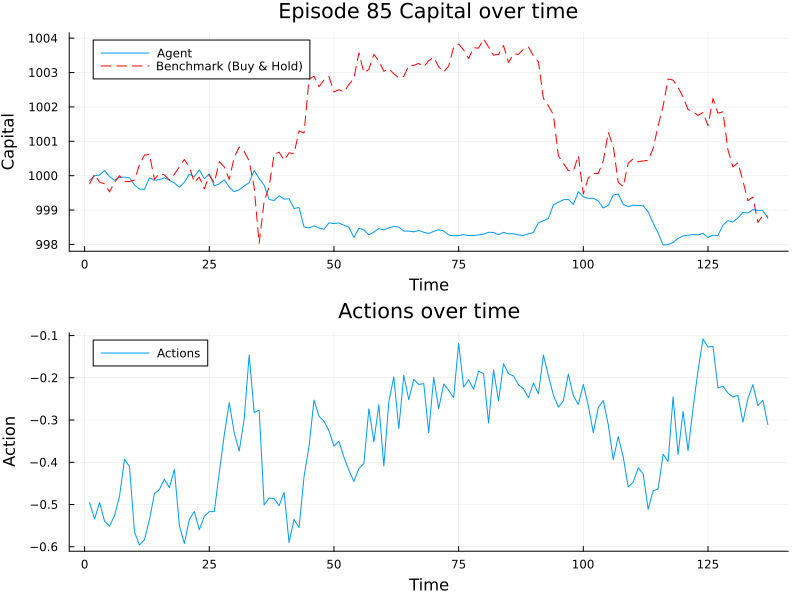 Episode 85 Capital over time
Capital
1004
1003
1002
1001
1000
999
998
Agent
Benchmark (Buy & Hold)
0
25
50
75
100
125
Time
Actions over time
Action
−0.1
−0.2
−0.3
−0.4
−0.5
−0.6
Actions
0
25
50
75
100
125
Time